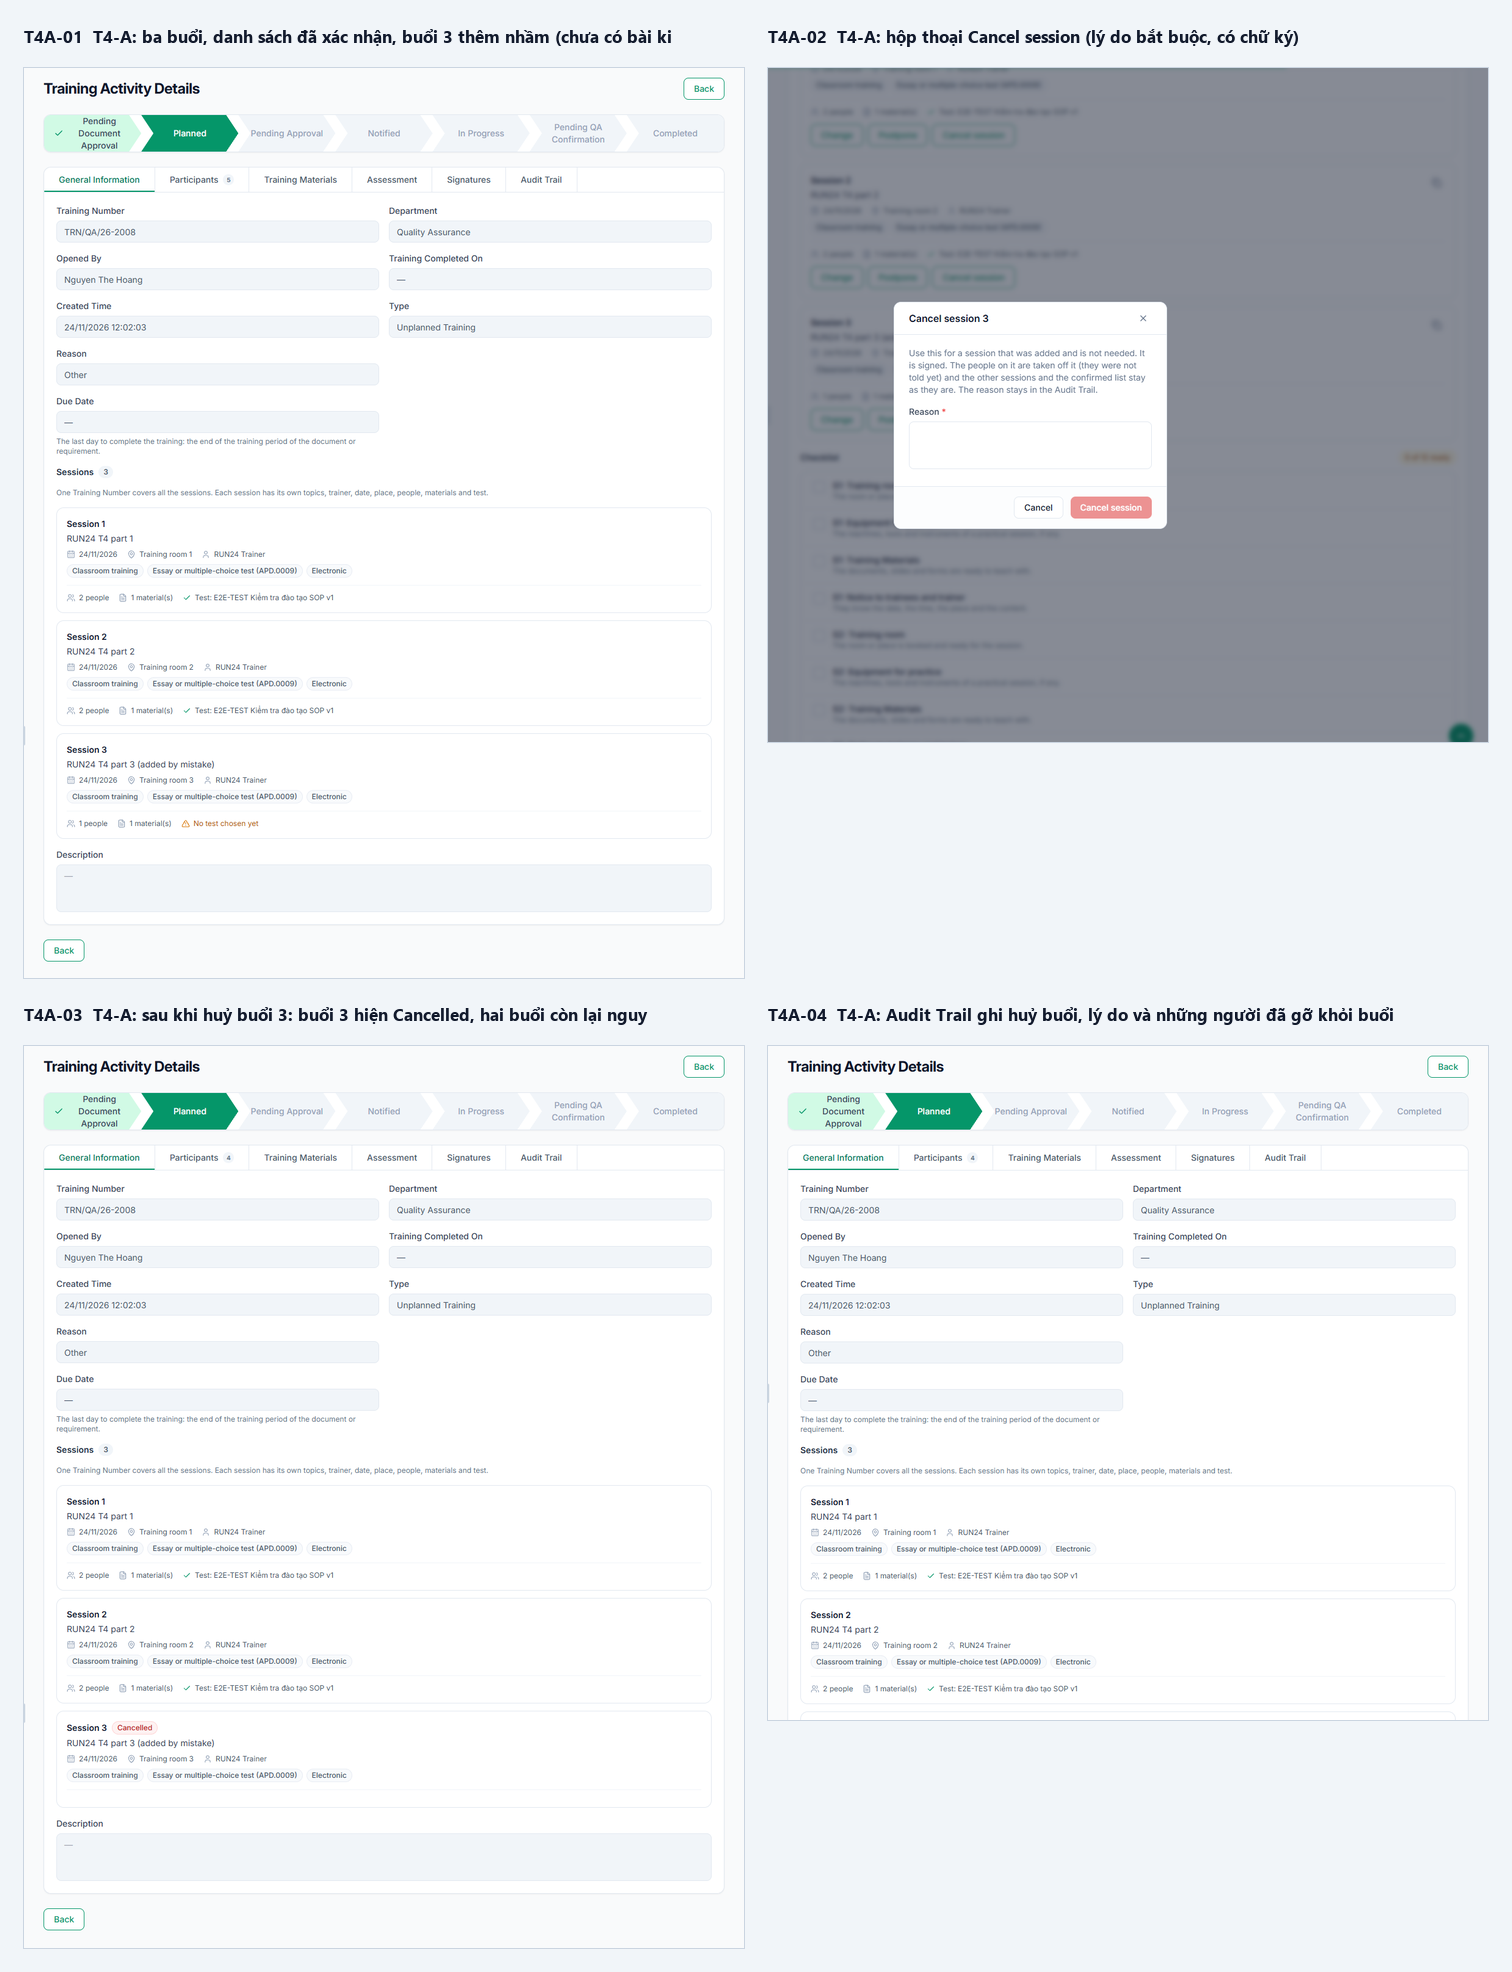 T4A-01 T4-A: ba buổi, danh sách đã xác nhận, buổi 3 thêm nhầm (chưa có bài ki
Training Activity Details
Back
Pending Document Approval
Planned
Pending Approval
Notified
In Progress
Pending QA Confirmation
Completed
General Information
Participants 5
Training Materials
Assessment
Signatures
Audit Trail
Training Number
Department
TRN/QA/26-2008
Quality Assurance
Opened By
Training Completed On
Nguyen The Hoang
—
Created Time
Type
24/11/2026 12:02:03
Unplanned Training
Reason
Other
Due Date
—
The last day to complete the training: the end of the training period of the document or
requirement.
Sessions 3
One Training Number covers all the sessions. Each session has its own topics, trainer, date, place, people, materials and test.
Session 1
RUN24 T4 part 1
24/11/2026 Training room 1 RUN24 Trainer
Classroom training Essay or multiple-choice test (APD.0009) Electronic
2 people 1 material(s) Test: E2E-TEST Kiểm tra đào tạo SOP v1
Session 2
RUN24 T4 part 2
24/11/2026 Training room 2 RUN24 Trainer
Classroom training Essay or multiple-choice test (APD.0009) Electronic
2 people 1 material(s) Test: E2E-TEST Kiểm tra đào tạo SOP v1
Session 3
RUN24 T4 part 3 (added by mistake)
24/11/2026 Training room 3 RUN24 Trainer
Classroom training Essay or multiple-choice test (APD.0009) Electronic
1 people 1 material(s) No test chosen yet
Description
—
Back
T4A-02 T4-A: hộp thoại Cancel session (lý do bắt buộc, có chữ ký)
Change
Postpone
Cancel session
Session 2
RUN24 T4 part 2
Change
Postpone
Cancel session
Session 3
Change
Checklist
Cancel session 3
Use this for a session that was added and is not needed. It
is signed. The people on it are taken off it (they were not
told yet) and the other sessions and the confirmed list stay
as they are. The reason stays in the Audit Trail.
Reason *
Cancel
Cancel session
T4A-03 T4-A: sau khi huỷ buổi 3: buổi 3 hiện Cancelled, hai buổi còn lại nguy
Training Activity Details
Back
Pending Document Approval
Planned
Pending Approval
Notified
In Progress
Pending QA Confirmation
Completed
General Information
Participants 4
Training Materials
Assessment
Signatures
Audit Trail
Training Number
Department
TRN/QA/26-2008
Quality Assurance
Opened By
Training Completed On
Nguyen The Hoang
—
Created Time
Type
24/11/2026 12:02:03
Unplanned Training
Reason
Other
Due Date
—
The last day to complete the training: the end of the training period of the document or
requirement.
Sessions 3
One Training Number covers all the sessions. Each session has its own topics, trainer, date, place, people, materials and test.
Session 1
RUN24 T4 part 1
24/11/2026 Training room 1 RUN24 Trainer
Classroom training Essay or multiple-choice test (APD.0009) Electronic
2 people 1 material(s) Test: E2E-TEST Kiểm tra đào tạo SOP v1
Session 2
RUN24 T4 part 2
24/11/2026 Training room 2 RUN24 Trainer
Classroom training Essay or multiple-choice test (APD.0009) Electronic
2 people 1 material(s) Test: E2E-TEST Kiểm tra đào tạo SOP v1
Session 3 Cancelled
RUN24 T4 part 3 (added by mistake)
24/11/2026 Training room 3 RUN24 Trainer
Classroom training Essay or multiple-choice test (APD.0009) Electronic
Description
—
Back
T4A-04 T4-A: Audit Trail ghi huỷ buổi, lý do và những người đã gỡ khỏi buổi
Training Activity Details
Back
Pending Document Approval
Planned
Pending Approval
Notified
In Progress
Pending QA Confirmation
Completed
General Information
Participants 4
Training Materials
Assessment
Signatures
Audit Trail
Training Number
Department
TRN/QA/26-2008
Quality Assurance
Opened By
Training Completed On
Nguyen The Hoang
—
Created Time
Type
24/11/2026 12:02:03
Unplanned Training
Reason
Other
Due Date
—
The last day to complete the training: the end of the training period of the document or
requirement.
Sessions 3
One Training Number covers all the sessions. Each session has its own topics, trainer, date, place, people, materials and test.
Session 1
RUN24 T4 part 1
24/11/2026 Training room 1 RUN24 Trainer
Classroom training Essay or multiple-choice test (APD.0009) Electronic
2 people 1 material(s) Test: E2E-TEST Kiểm tra đào tạo SOP v1
Session 2
RUN24 T4 part 2
24/11/2026 Training room 2 RUN24 Trainer
Classroom training Essay or multiple-choice test (APD.0009) Electronic
2 people 1 material(s) Test: E2E-TEST Kiểm tra đào tạo SOP v1